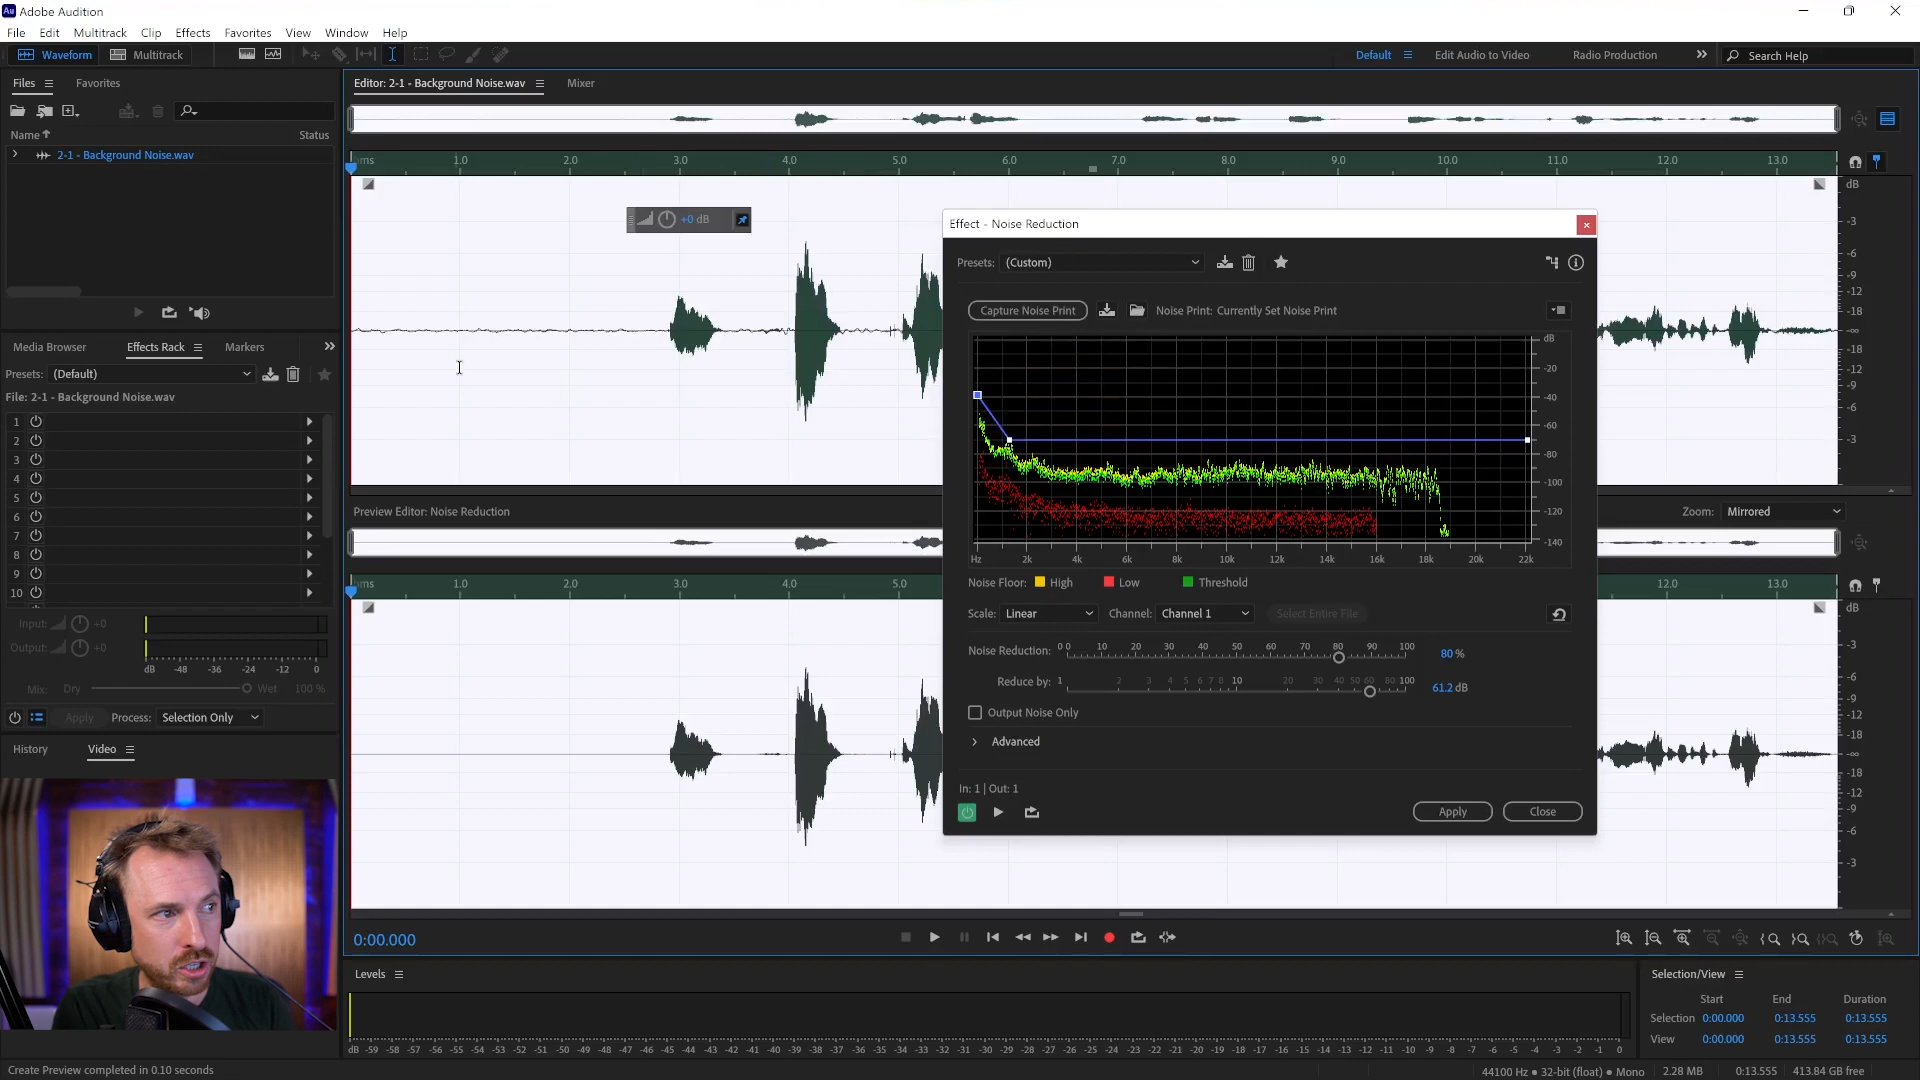 Au Adobe Audition
File Edit Multitrack Clip Effects Favorites View Window Help
Waveform Multitrack Default Edit Audio to Video Radio Production Search Help
Files Favorites
Editor: 2-1 - Background Noise.wav Mixer
Name Status
2-1 - Background Noise.wav
1.0 2.0 3.0 4.0 5.0 6.0 7.0 8.0 9.0 10.0 11.0 12.0 13.0
dB
-3
-6
-9
-12
-18
-∞
-18
-12
-9
-6
-3
+0 dB
Media Browser Effects Rack Markers
Presets: (Default)
File: 2-1 - Background Noise.wav
1
2
3
4
5
6
7
8
9
10
Input: +0
Output: +0
dB -48 -36 -24 -12 0
Mix: Dry Wet 100 %
Apply Process: Selection Only
History Video
Effect - Noise Reduction
Presets: (Custom)
Capture Noise Print Noise Print: Currently Set Noise Print
dB
-20
-40
-60
-80
-100
-120
-140
Hz 2k 4k 6k 8k 10k 12k 14k 16k 18k 20k 22k
Noise Floor: High Low Threshold
Scale: Linear Channel: Channel 1 Select Entire File
Noise Reduction: 0 0 10 20 30 40 50 60 70 80 90 100 80 %
Reduce by: 1 2 3 4 5 6 7 8 10 20 30 40 50 60 80 100 61.2 dB
Output Noise Only
Advanced
In: 1 | Out: 1
Apply Close
Preview Editor: Noise Reduction
Zoom: Mirrored
1.0 2.0 3.0 4.0 5.0 12.0 13.0
dB
-3
-6
-9
-12
-18
-∞
-18
-12
-9
-6
-3
0:00.000
Levels
dB -59 -58 -57 -56 -55 -54 -53 -52 -51 -50 -49 -48 -47 -46 -45 -44 -43 -42 -41 -40 -39 -38 -37 -36 -35 -34 -33 -32 -31 -30 -29 -28 -27 -26 -25 -24 -23 -22 -21 -20 -19 -18 -17 -16 -15 -14 -13 -12 -11 -10 -9 -8 -7 -6 -5 -4 -3 -2 -1 0
Selection/View
Start End Duration
Selection 0:00.000 0:13.555 0:13.555
View 0:00.000 0:13.555 0:13.555
Create Preview completed in 0.10 seconds
44100 Hz ● 32-bit (float) ● Mono 2.28 MB 0:13.555 413.84 GB free